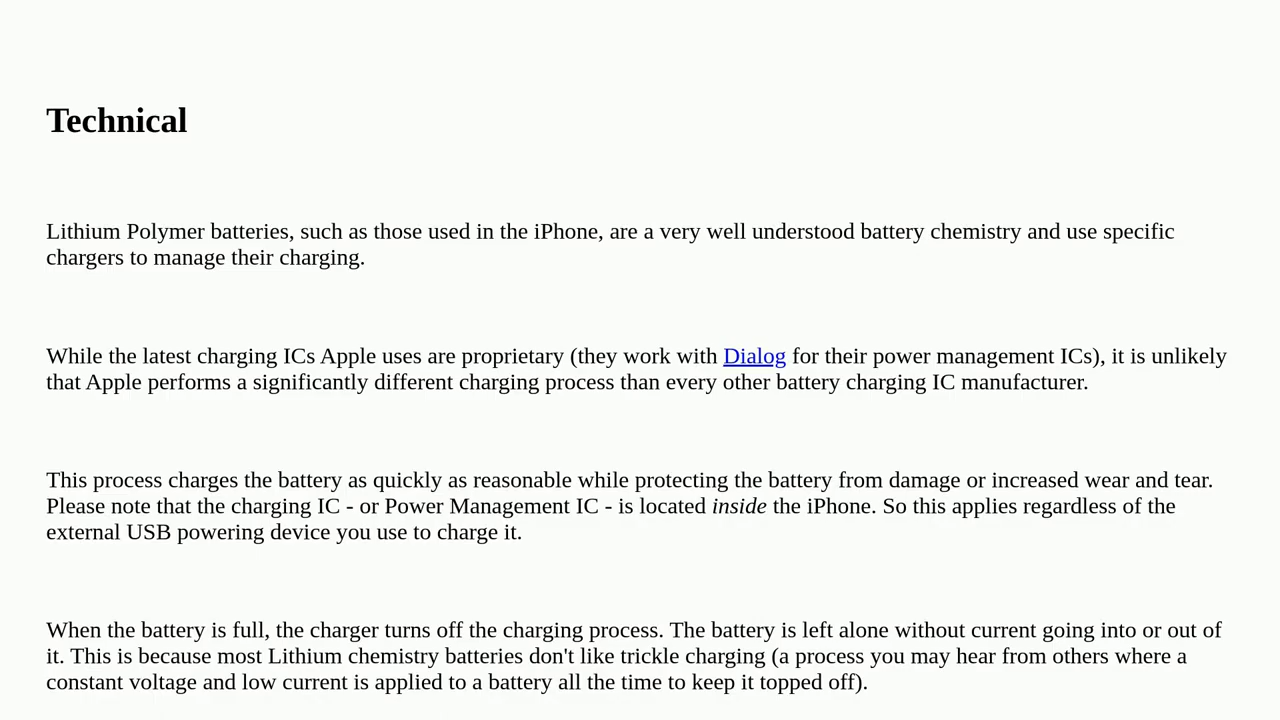 Technical
Lithium Polymer batteries, such as those used in the iPhone, are a very well understood battery chemistry and use specific
chargers to manage their charging.
While the latest charging ICs Apple uses are proprietary (they work with Dialog for their power management ICs), it is unlikely
that Apple performs a significantly different charging process than every other battery charging IC manufacturer.
This process charges the battery as quickly as reasonable while protecting the battery from damage or increased wear and tear.
Please note that the charging IC - or Power Management IC - is located inside the iPhone. So this applies regardless of the
external USB powering device you use to charge it.
When the battery is full, the charger turns off the charging process. The battery is left alone without current going into or out of
it. This is because most Lithium chemistry batteries don't like trickle charging (a process you may hear from others where a
constant voltage and low current is applied to a battery all the time to keep it topped off).